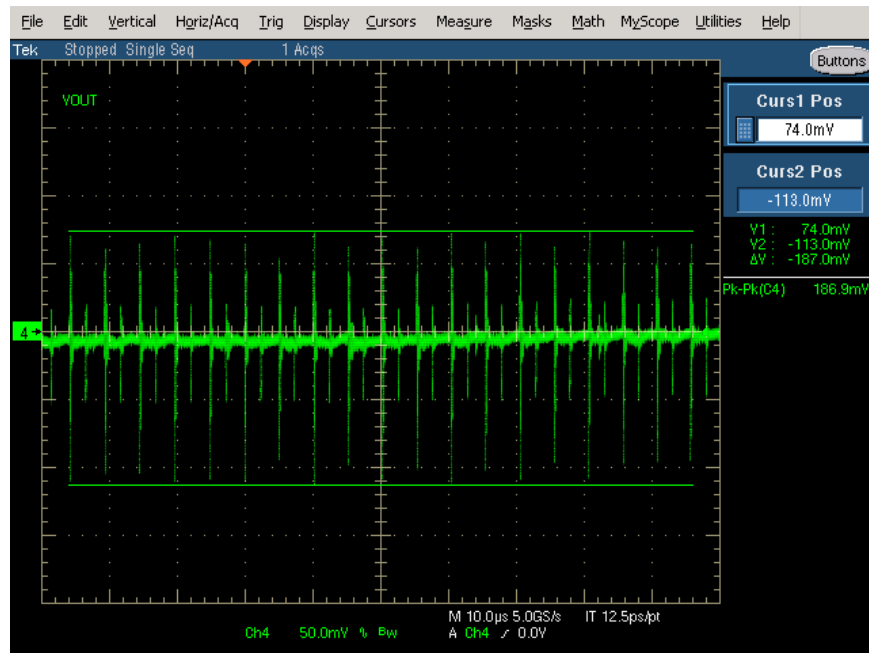 File Edit Vertical Horiz/Acq Trig Display Cursors Measure Masks Math MyScope Utilities Help
Tek Stopped Single Seq 1 Acqs
Buttons
VOUT
Curs1 Pos
74.0mV
Curs2 Pos
-113.0mV
V1 : 74.0mV
V2 : -113.0mV
ΔV : -187.0mV
Pk-Pk(C4) 186.9mV
4
M 10.0µs 5.0GS/s IT 12.5ps/pt
Ch4 50.0mV ∿ Bw A Ch4 ∕ 0.0V